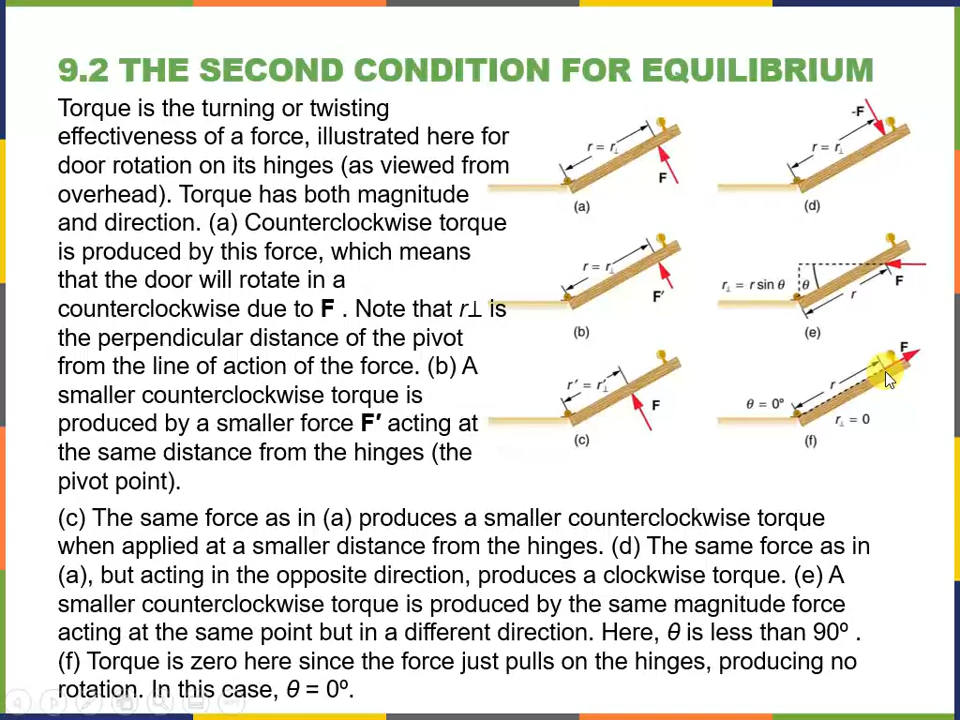 9.2 THE SECOND CONDITION FOR EQUILIBRIUM
Torque is the turning or twisting
effectiveness of a force, illustrated here for
door rotation on its hinges (as viewed from
overhead). Torque has both magnitude
and direction. (a) Counterclockwise torque
is produced by this force, which means
that the door will rotate in a
counterclockwise due to F . Note that r⊥ is
the perpendicular distance of the pivot
from the line of action of the force. (b) A
smaller counterclockwise torque is
produced by a smaller force F′ acting at
the same distance from the hinges (the
pivot point).
(c) The same force as in (a) produces a smaller counterclockwise torque
when applied at a smaller distance from the hinges. (d) The same force as in
(a), but acting in the opposite direction, produces a clockwise torque. (e) A
smaller counterclockwise torque is produced by the same magnitude force
acting at the same point but in a different direction. Here, θ is less than 90º .
(f) Torque is zero here since the force just pulls on the hinges, producing no
rotation. In this case, θ = 0º.
r = r⊥
F
(a)
r = r⊥
F′
(b)
r′ = r′⊥
F
(c)
-F
r = r⊥
(d)
r⊥ = r sin θ
θ
F
r
(e)
F
r
θ = 0º
r⊥ = 0
(f)